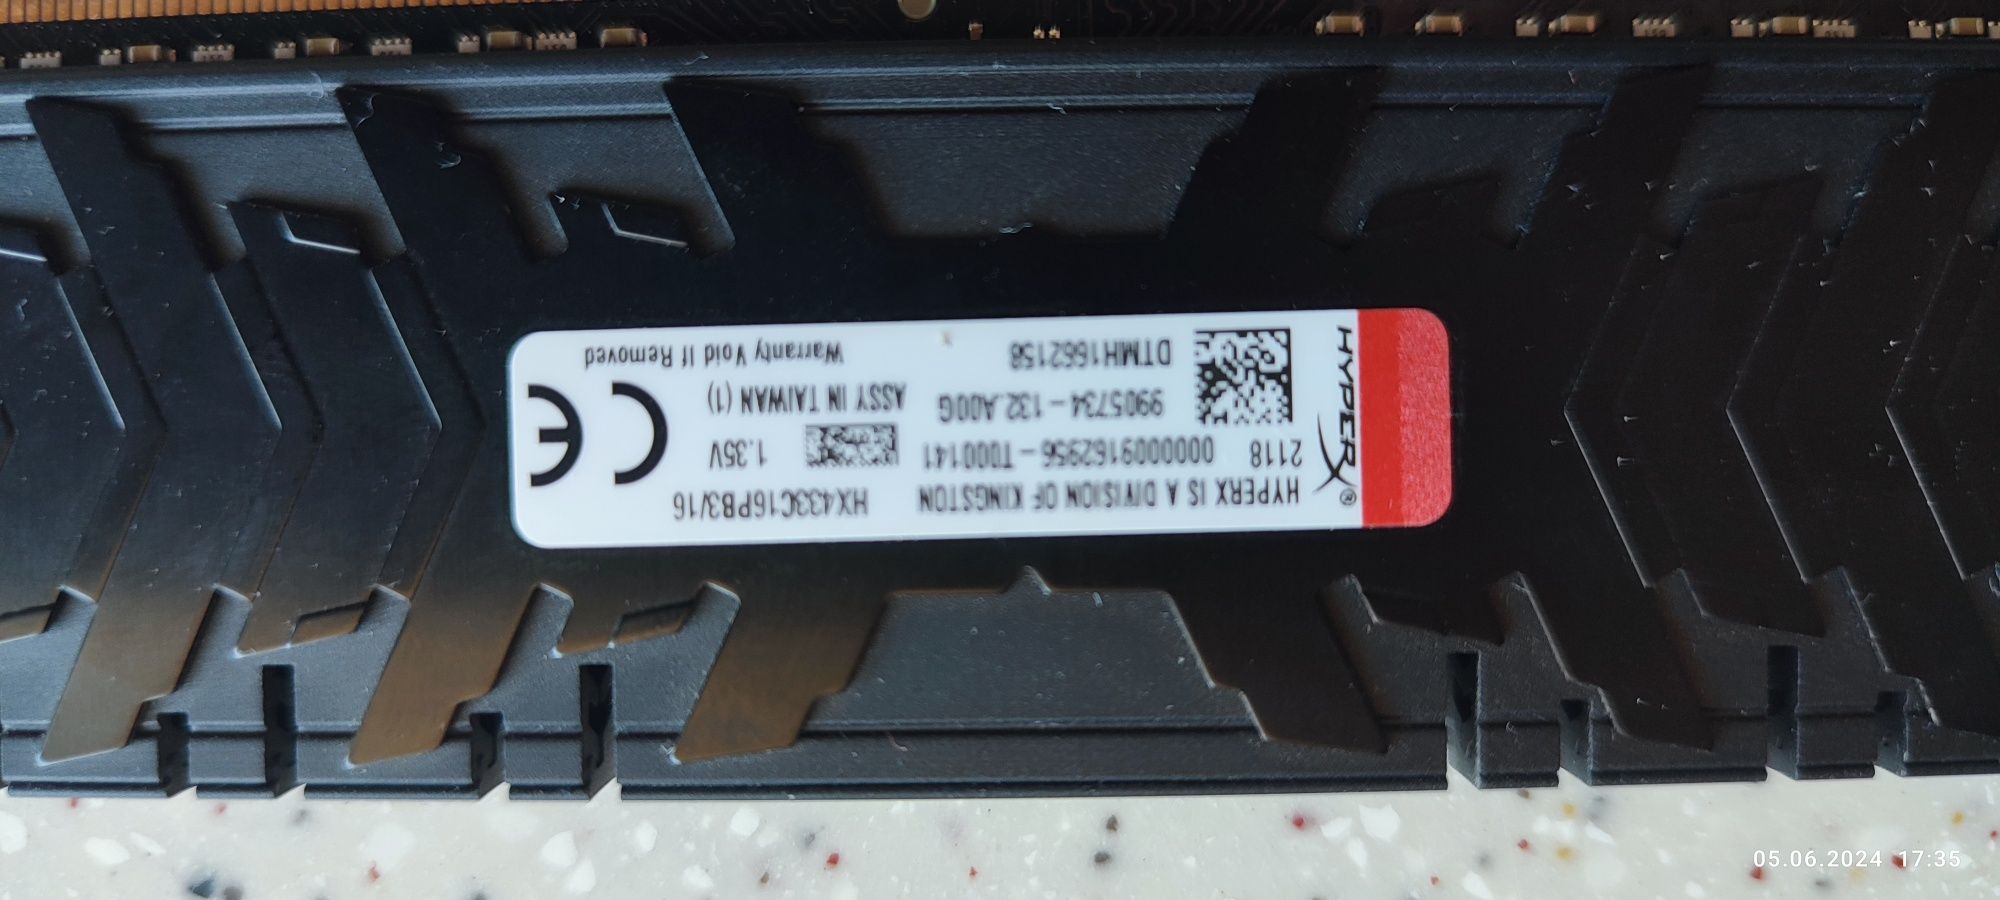 HYPERX
HYPERX IS A DIVISION OF KINGSTON HX433C16PB3/16
2118 0000009162956-T000141 1.35V
9905734-132.A00G ASSY IN TAIWAN (1)
DTMH1662158 Warranty Void If Removed
CE
05.06.2024 17:35